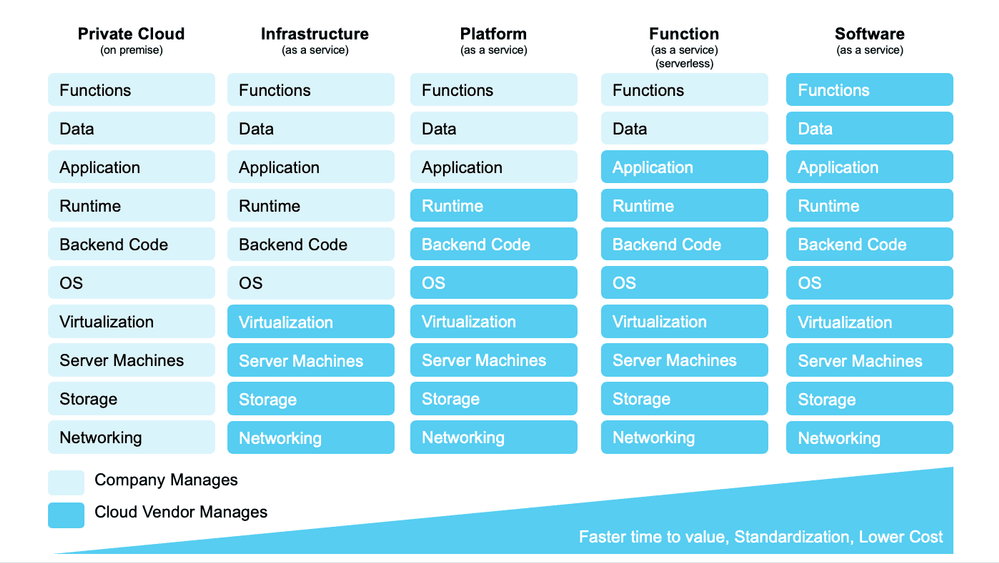 Private Cloud
(on premise)
Infrastructure
(as a service)
Platform
(as a service)
Function
(as a service)
(serverless)
Software
(as a service)
Functions
Functions
Functions
Functions
Functions
Data
Data
Data
Data
Data
Application
Application
Application
Application
Application
Runtime
Runtime
Runtime
Runtime
Runtime
Backend Code
Backend Code
Backend Code
Backend Code
Backend Code
OS
OS
OS
OS
OS
Virtualization
Virtualization
Virtualization
Virtualization
Virtualization
Server Machines
Server Machines
Server Machines
Server Machines
Server Machines
Storage
Storage
Storage
Storage
Storage
Networking
Networking
Networking
Networking
Networking
Company Manages
Cloud Vendor Manages
Faster time to value, Standardization, Lower Cost